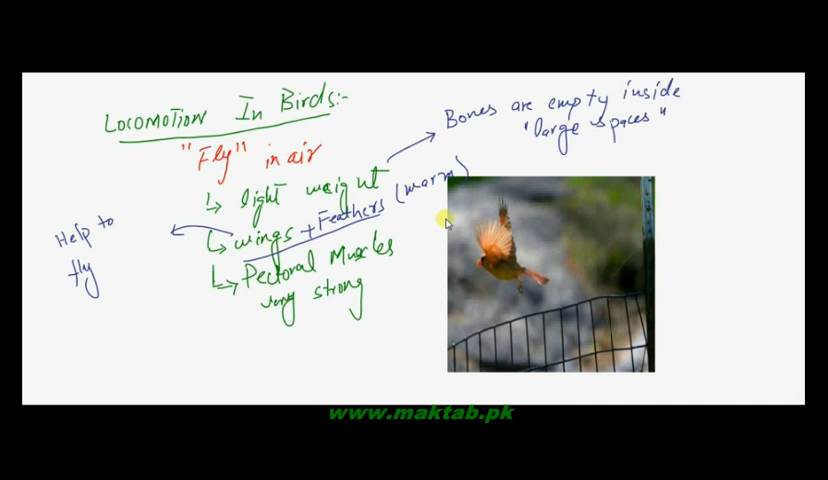 Locomotion In Birds:-
"Fly" in air
light weight
Bones are empty inside
"large spaces"
wings + Feathers (warm)
Help to
fly
Pectoral Muscles
very strong
www.maktab.pk